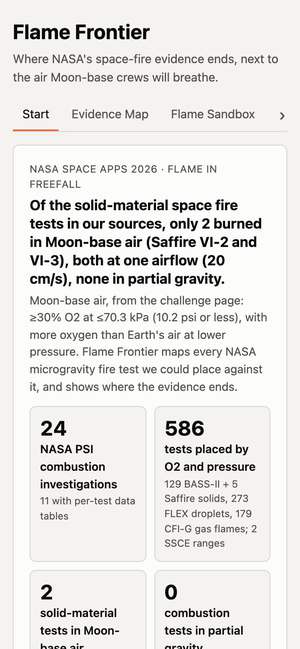 Flame Frontier
Where NASA's space-fire evidence ends, next to
the air Moon-base crews will breathe.
Start
Evidence Map
Flame Sandbox
›
NASA SPACE APPS 2026 · FLAME IN
FREEFALL
Of the solid-material space fire
tests in our sources, only 2 burned
in Moon-base air (Saffire VI-2 and
VI-3), both at one airflow (20
cm/s), none in partial gravity.
Moon-base air, from the challenge page:
≥30% O2 at ≤70.3 kPa (10.2 psi or less), with
more oxygen than Earth's air at lower
pressure. Flame Frontier maps every NASA
microgravity fire test we could place against
it, and shows where the evidence ends.
24
NASA PSI
combustion
investigations
11 with per-test data
tables
586
tests placed by
O2 and pressure
129 BASS-II + 5
Saffire solids, 273
FLEX droplets, 179
CFI-G gas flames; 2
SSCE ranges
2
solid-material
tests in Moon-
base air
0
combustion
tests in partial
gravity